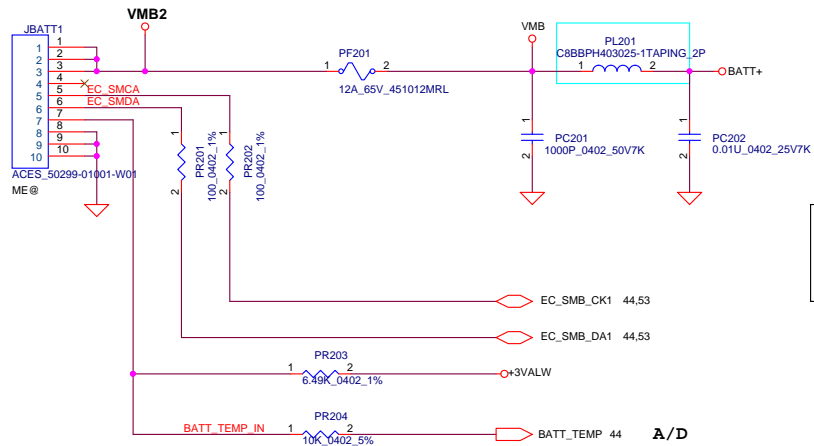 JBATT1
VMB2
VMB
1
2
3
4
5
6
7
8
9
10
1
2
3
4
5
6
7
8
9
10
EC_SMCA
EC_SMDA
ACES_50299-01001-W01
ME@
PF201
1
2
12A_65V_451012MRL
PL201
C8BBPH403025-1TAPING_2P
1
2
BATT+
1
PC201
1000P_0402_50V7K
2
1
PC202
0.01U_0402_25V7K
2
1
PR201
100_0402_1%
2
1
PR202
100_0402_1%
2
EC_SMB_CK1 44,53
EC_SMB_DA1 44,53
PR203
1
2
6.49K_0402_1%
+3VALW
BATT_TEMP_IN
PR204
1
2
10K_0402_5%
BATT_TEMP 44
A/D